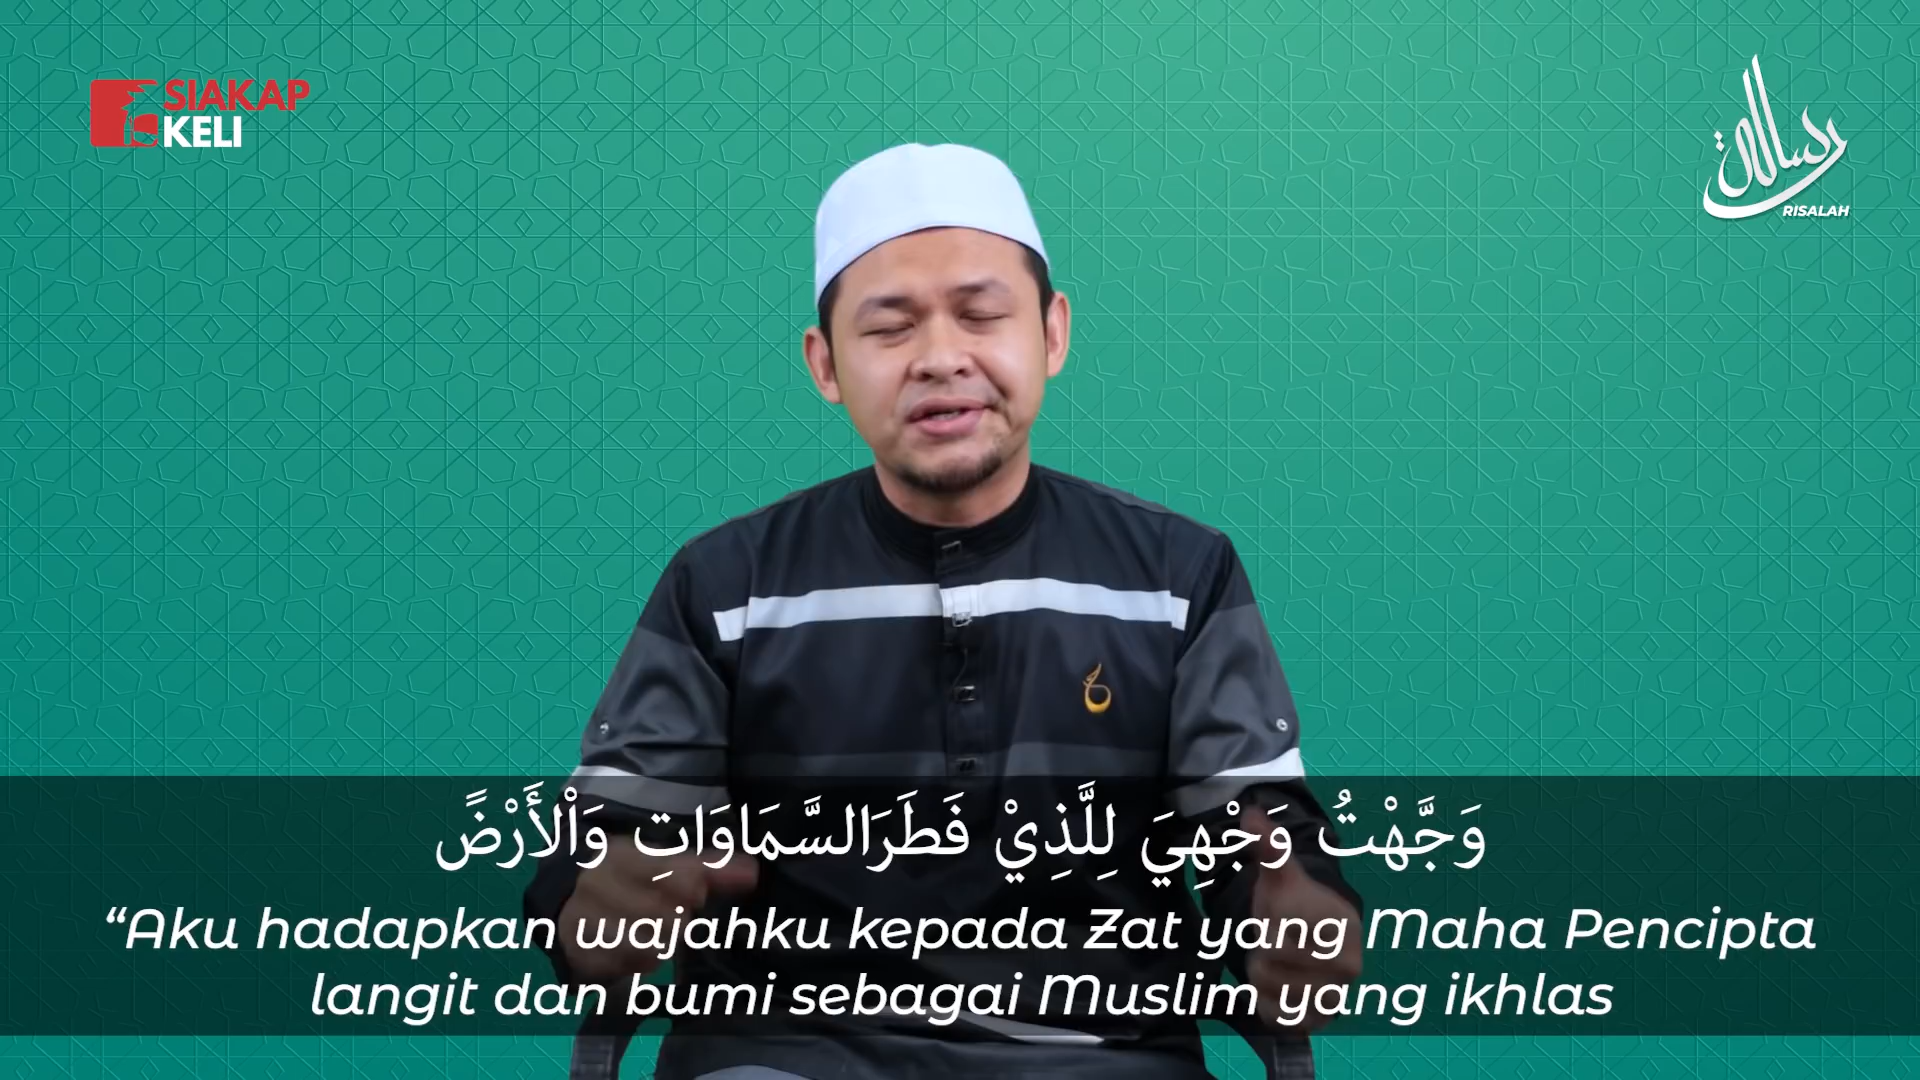 SIAKAP
KELI
رسالة
RISALAH
وَجَّهْتُ وَجْهِيَ لِلَّذِيْ فَطَرَالسَّمَاوَاتِ وَاْلأَرْضً
“Aku hadapkan wajahku kepada Zat yang Maha Pencipta
langit dan bumi sebagai Muslim yang ikhlas